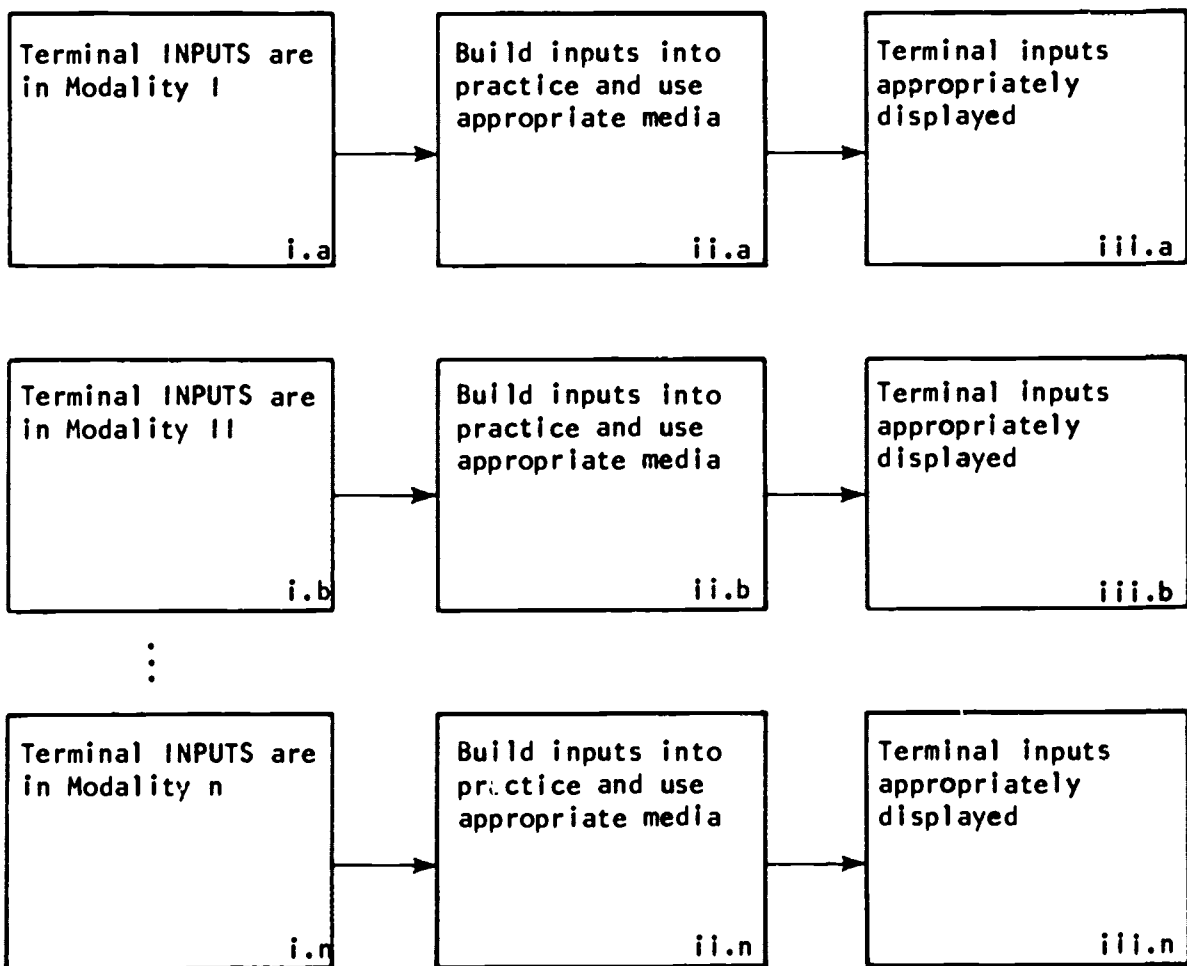 Terminal INPUTS are
in Modality I
i.a
Build inputs into
practice and use
appropriate media
ii.a
Terminal inputs
appropriately
displayed
iii.a
Terminal INPUTS are
in Modality II
i.b
Build inputs into
practice and use
appropriate media
ii.b
Terminal inputs
appropriately
displayed
iii.b
Terminal INPUTS are
in Modality n
i.n
Build inputs into
practice and use
appropriate media
ii.n
Terminal inputs
appropriately
displayed
iii.n